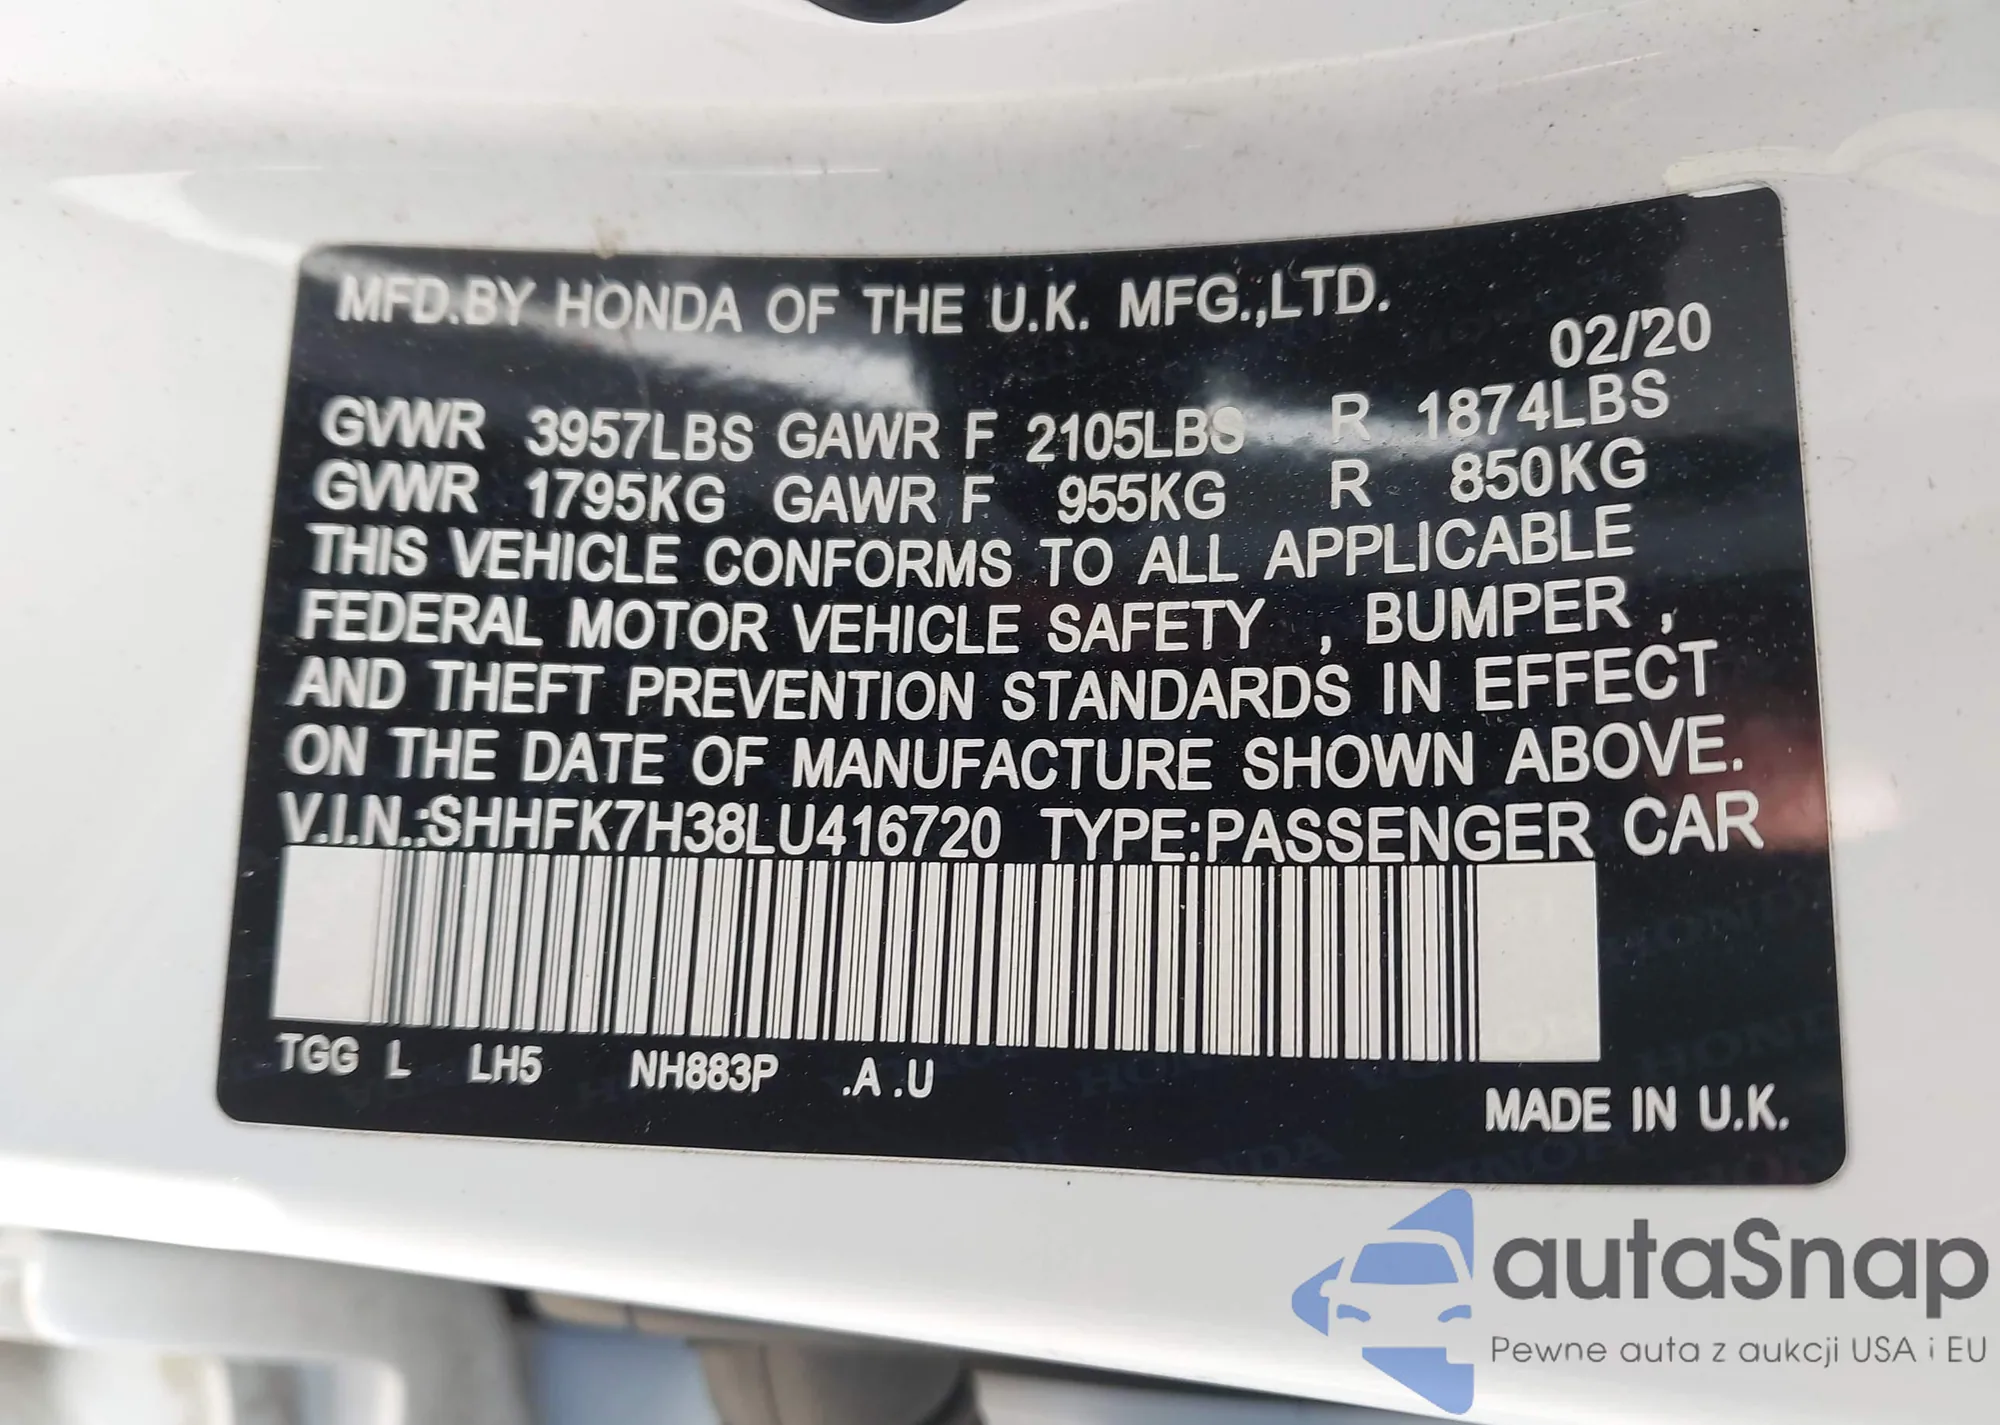 MFD.BY HONDA OF THE U.K. MFG.,LTD.
02/'20
GVWR 3957LBS GAWR F 2105LBS R 1874LBS
GVWR 1795KG GAWR F 955KG R 850KG
THIS VEHICLE CONFORMS TO ALL APPLICABLE
FEDERAL MOTOR VEHICLE SAFETY , BUMPER ,
AND THEFT PREVENTION STANDARDS IN EFFECT
ON THE DATE OF MANUFACTURE SHOWN ABOVE.
V.I.N.:SHHFK7H38LU416720 TYPE:PASSENGER CAR
TGG L LH5 NH883P .A .U
MADE IN U.K.
autaSnap
Pewne auta z aukcji USA i EU